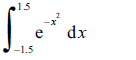 ∫_{-1.5}^{1.5} e^{-x^2} dx